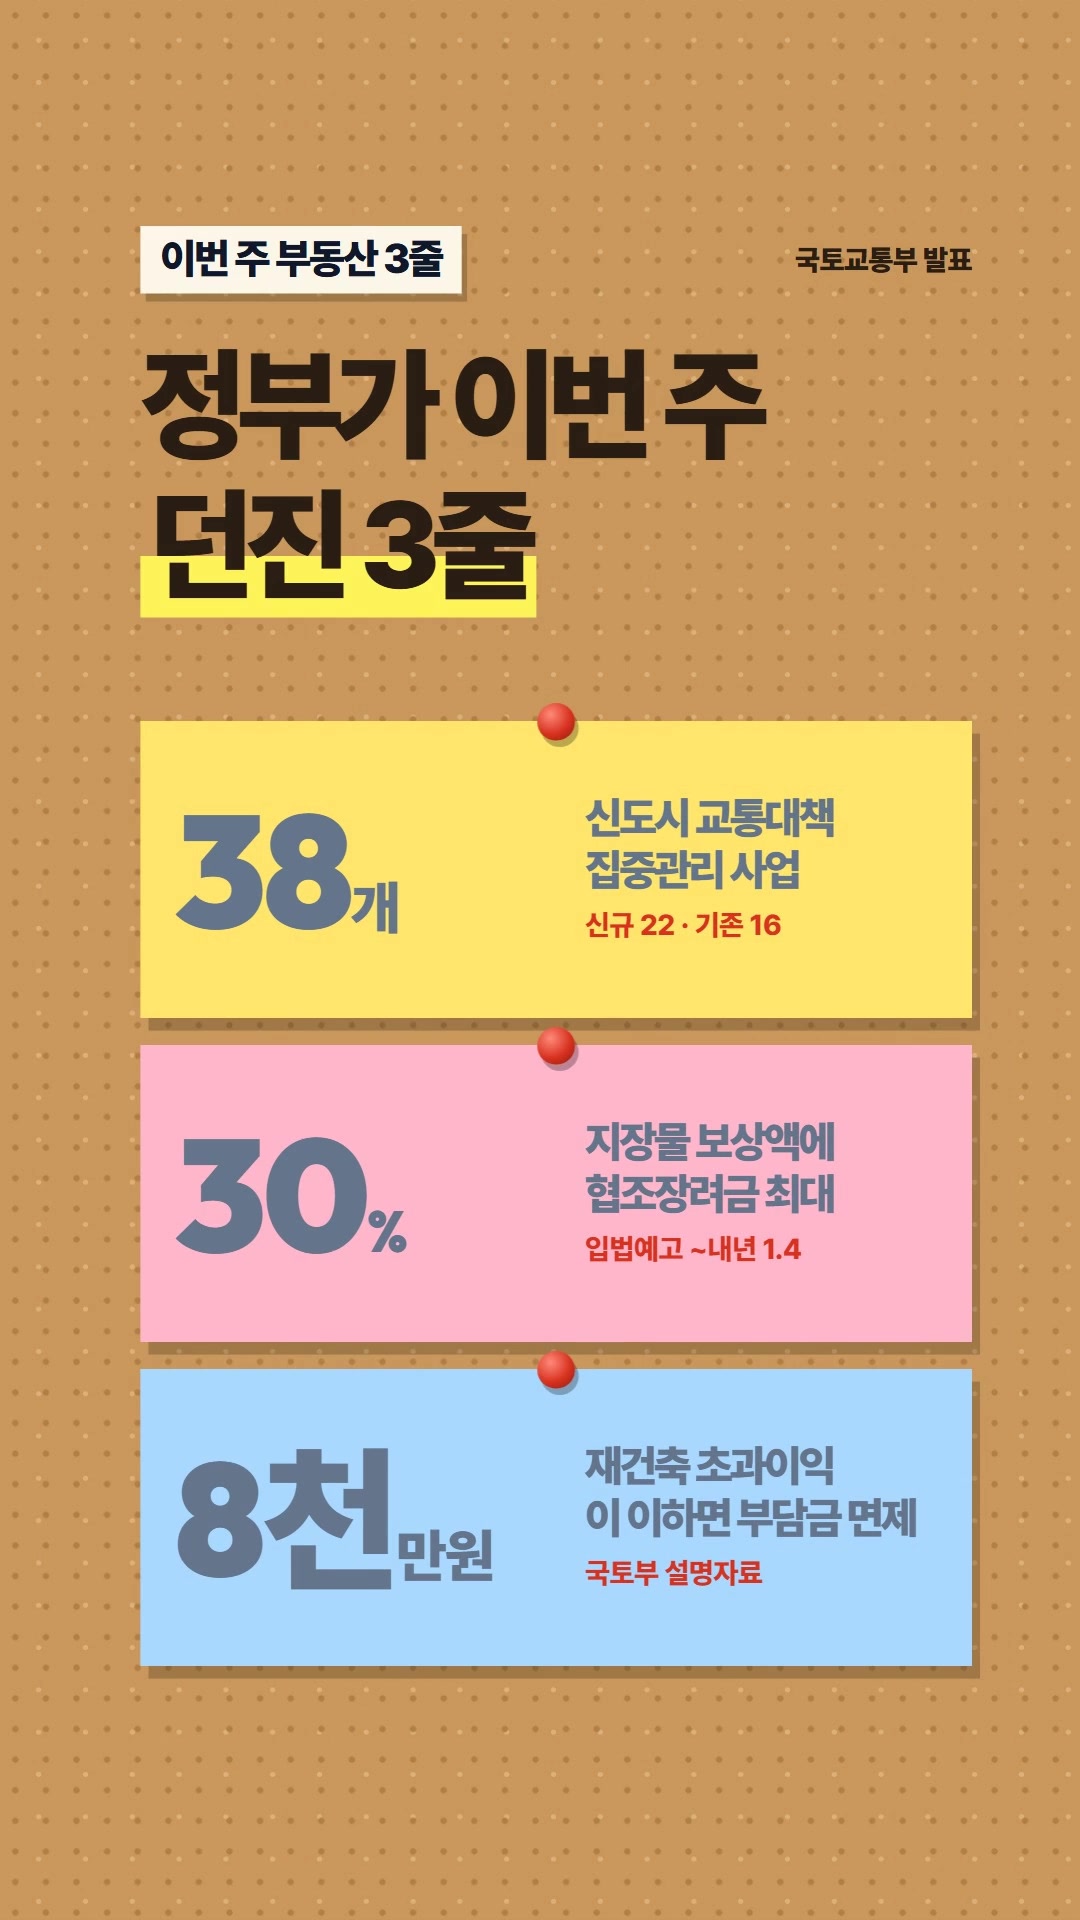 이번 주 부동산 3줄
국토교통부 발표
정부가 이번 주
던진 3줄
38개
신도시 교통대책
집중관리 사업
신규 22 · 기존 16
30%
지장물 보상액에
협조장려금 최대
입법예고 ~내년 1.4
8천만원
재건축 초과이익
이 이하면 부담금 면제
국토부 설명자료